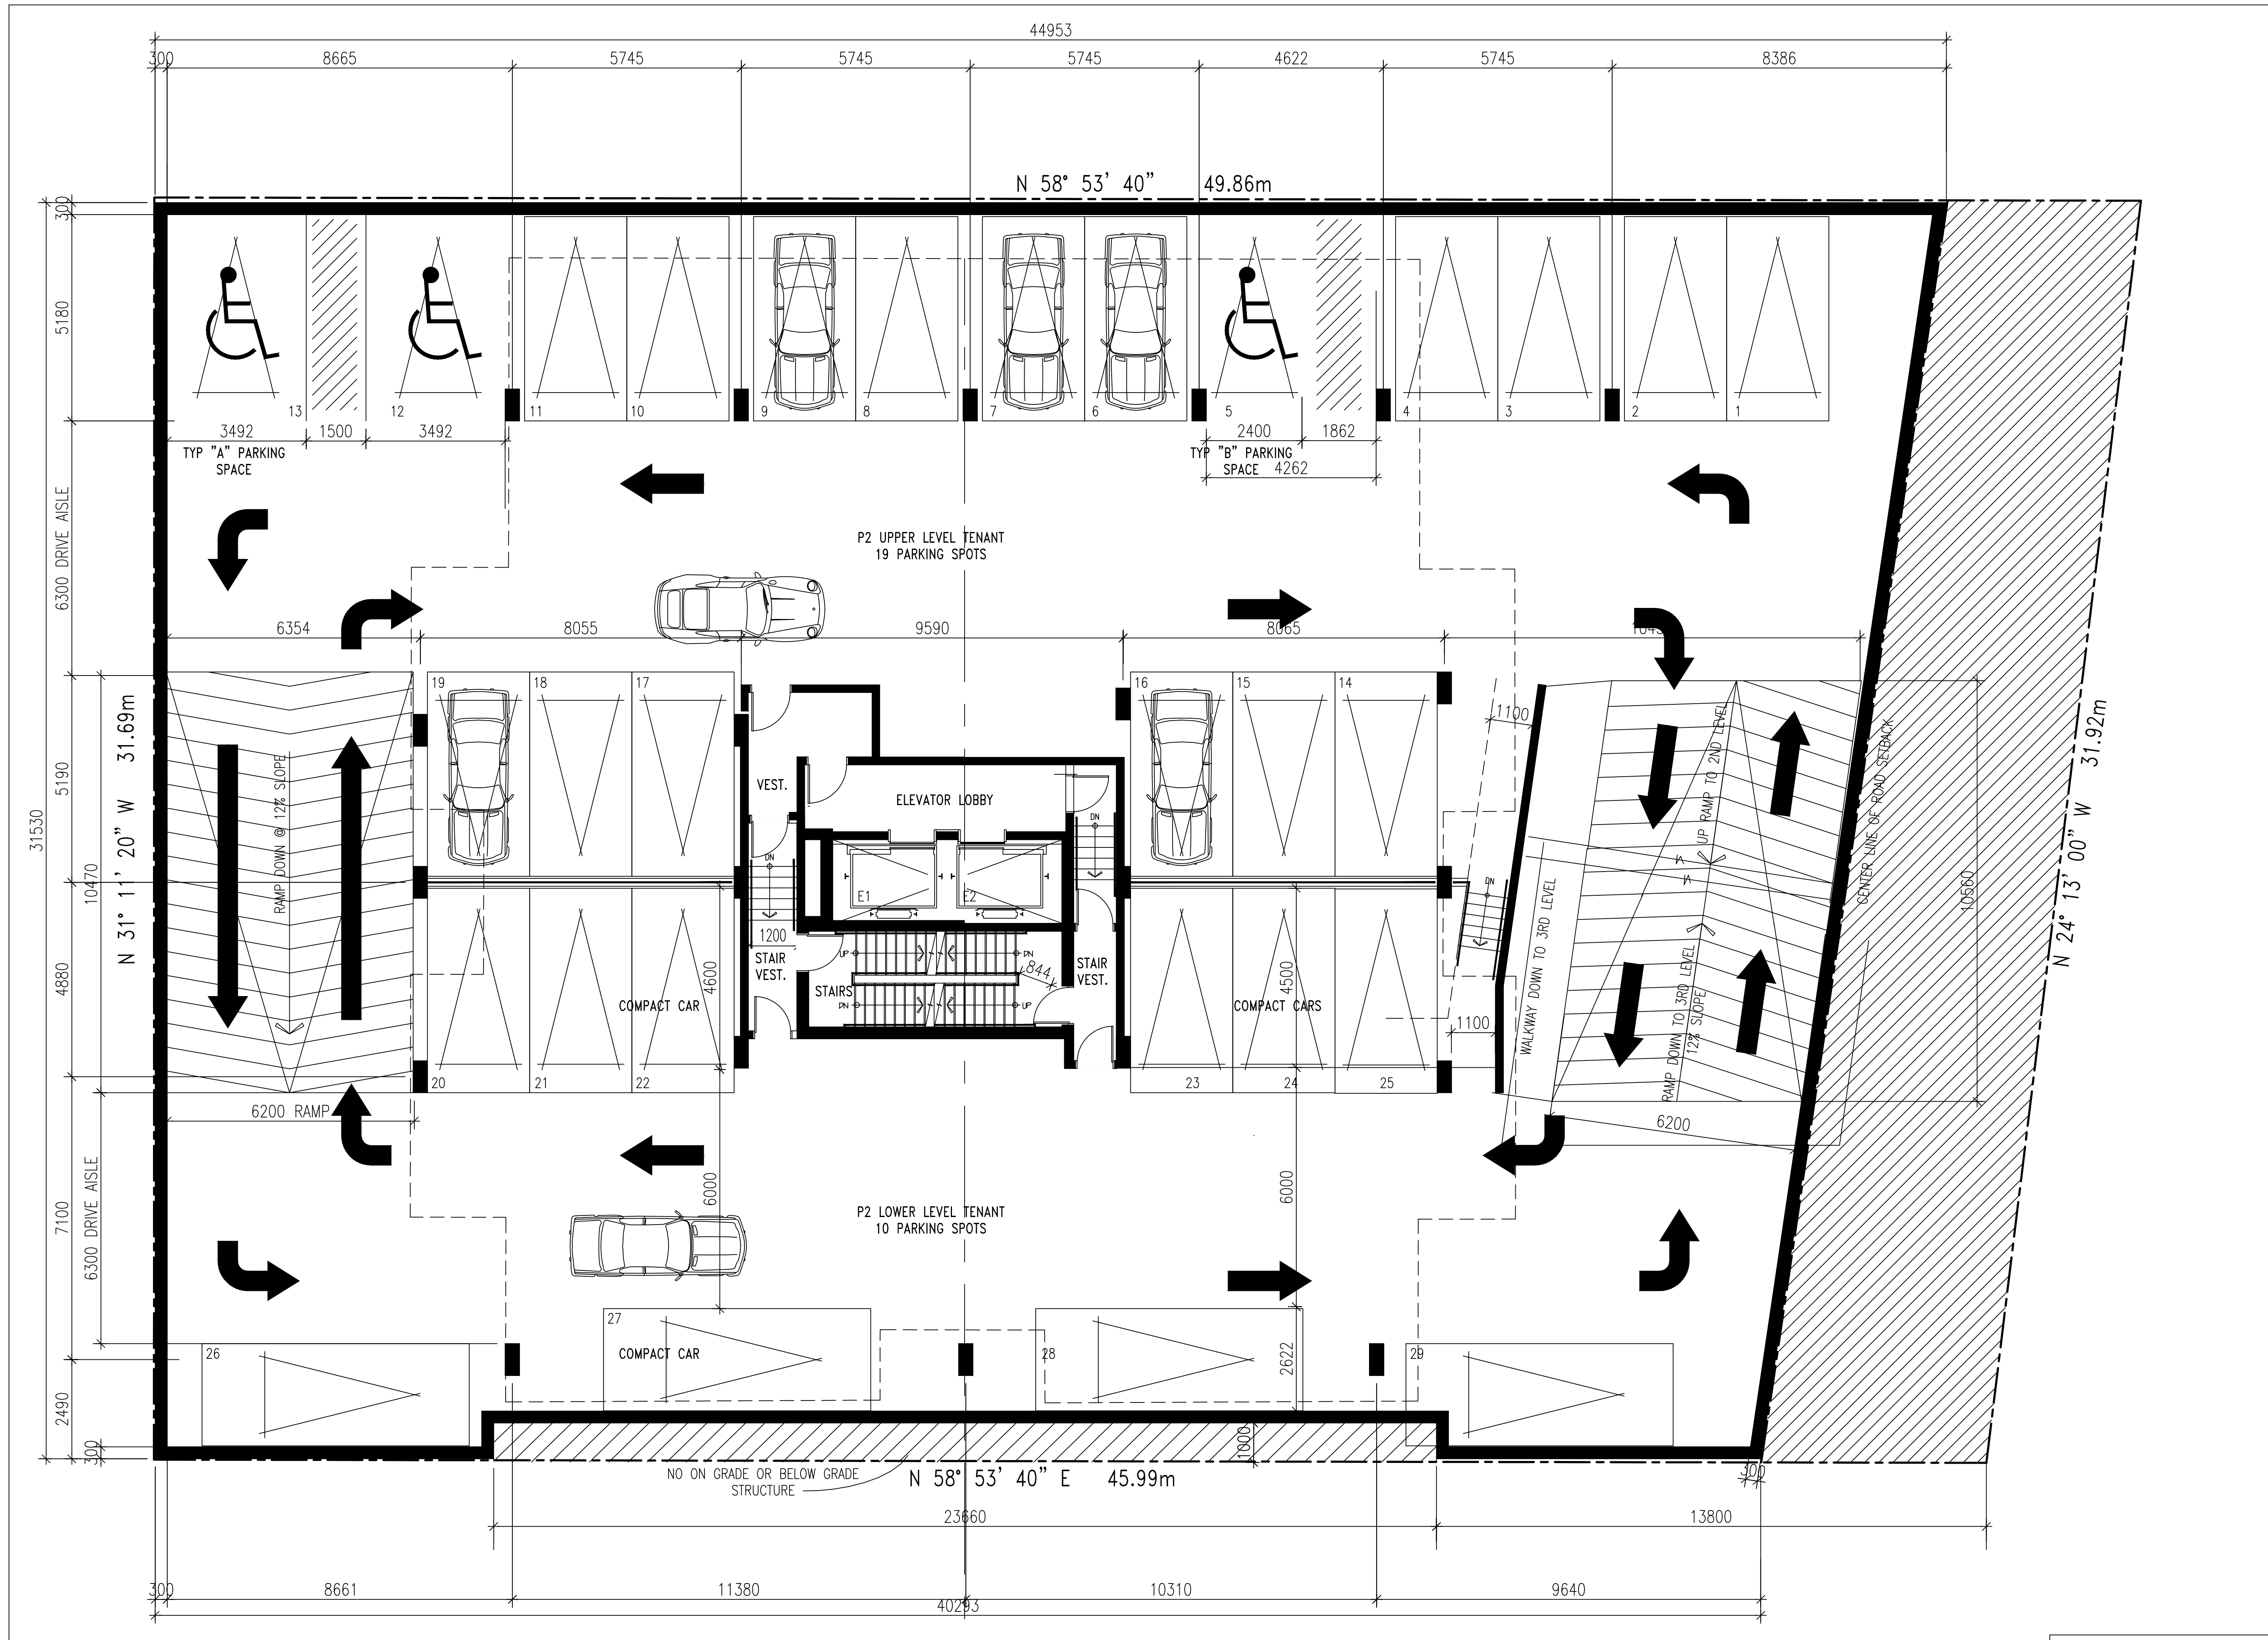 44953
300 8665 5745 5745 5745 4622 5745 8386
N 58° 53' 40" 49.86m
300
5180
6300 DRIVE AISLE
5190
10470
31530
4880
7100
6300 DRIVE AISLE
2490
300
N 31° 11' 20" W 31.69m
13 12 11 10 9 8 7 6 5 4 3 2 1
3492 1500 3492
TYP "A" PARKING
SPACE
2400 1862
TYP "B" PARKING
SPACE 4262
P2 UPPER LEVEL TENANT
19 PARKING SPOTS
6354 8055 9590 8065
19 18 17 16 15 14
RAMP DOWN @ 12% SLOPE
VEST.
ELEVATOR LOBBY
DN
DN
DN
E1 E2
1200
STAIR
VEST.
UP DN
STAIRS
DN UP
844
STAIR
VEST.
4600
4500
COMPACT CAR
COMPACT CARS
1100
1100
20 21 22 23 24 25
WALKWAY DOWN TO 3RD LEVEL
UP RAMP TO 2ND LEVEL
RAMP DOWN TO 3RD LEVEL
12% SLOPE
CENTER LINE OF ROAD SETBACK
10560
N 24° 13' 00" W 31.92m
6200 RAMP
6200
6000
6000
P2 LOWER LEVEL TENANT
10 PARKING SPOTS
26 27 28 29
COMPACT CAR
2622
1000
300
NO ON GRADE OR BELOW GRADE
STRUCTURE
N 58° 53' 40" E 45.99m
23660 13800
300 8661 11380 10310 9640
40293